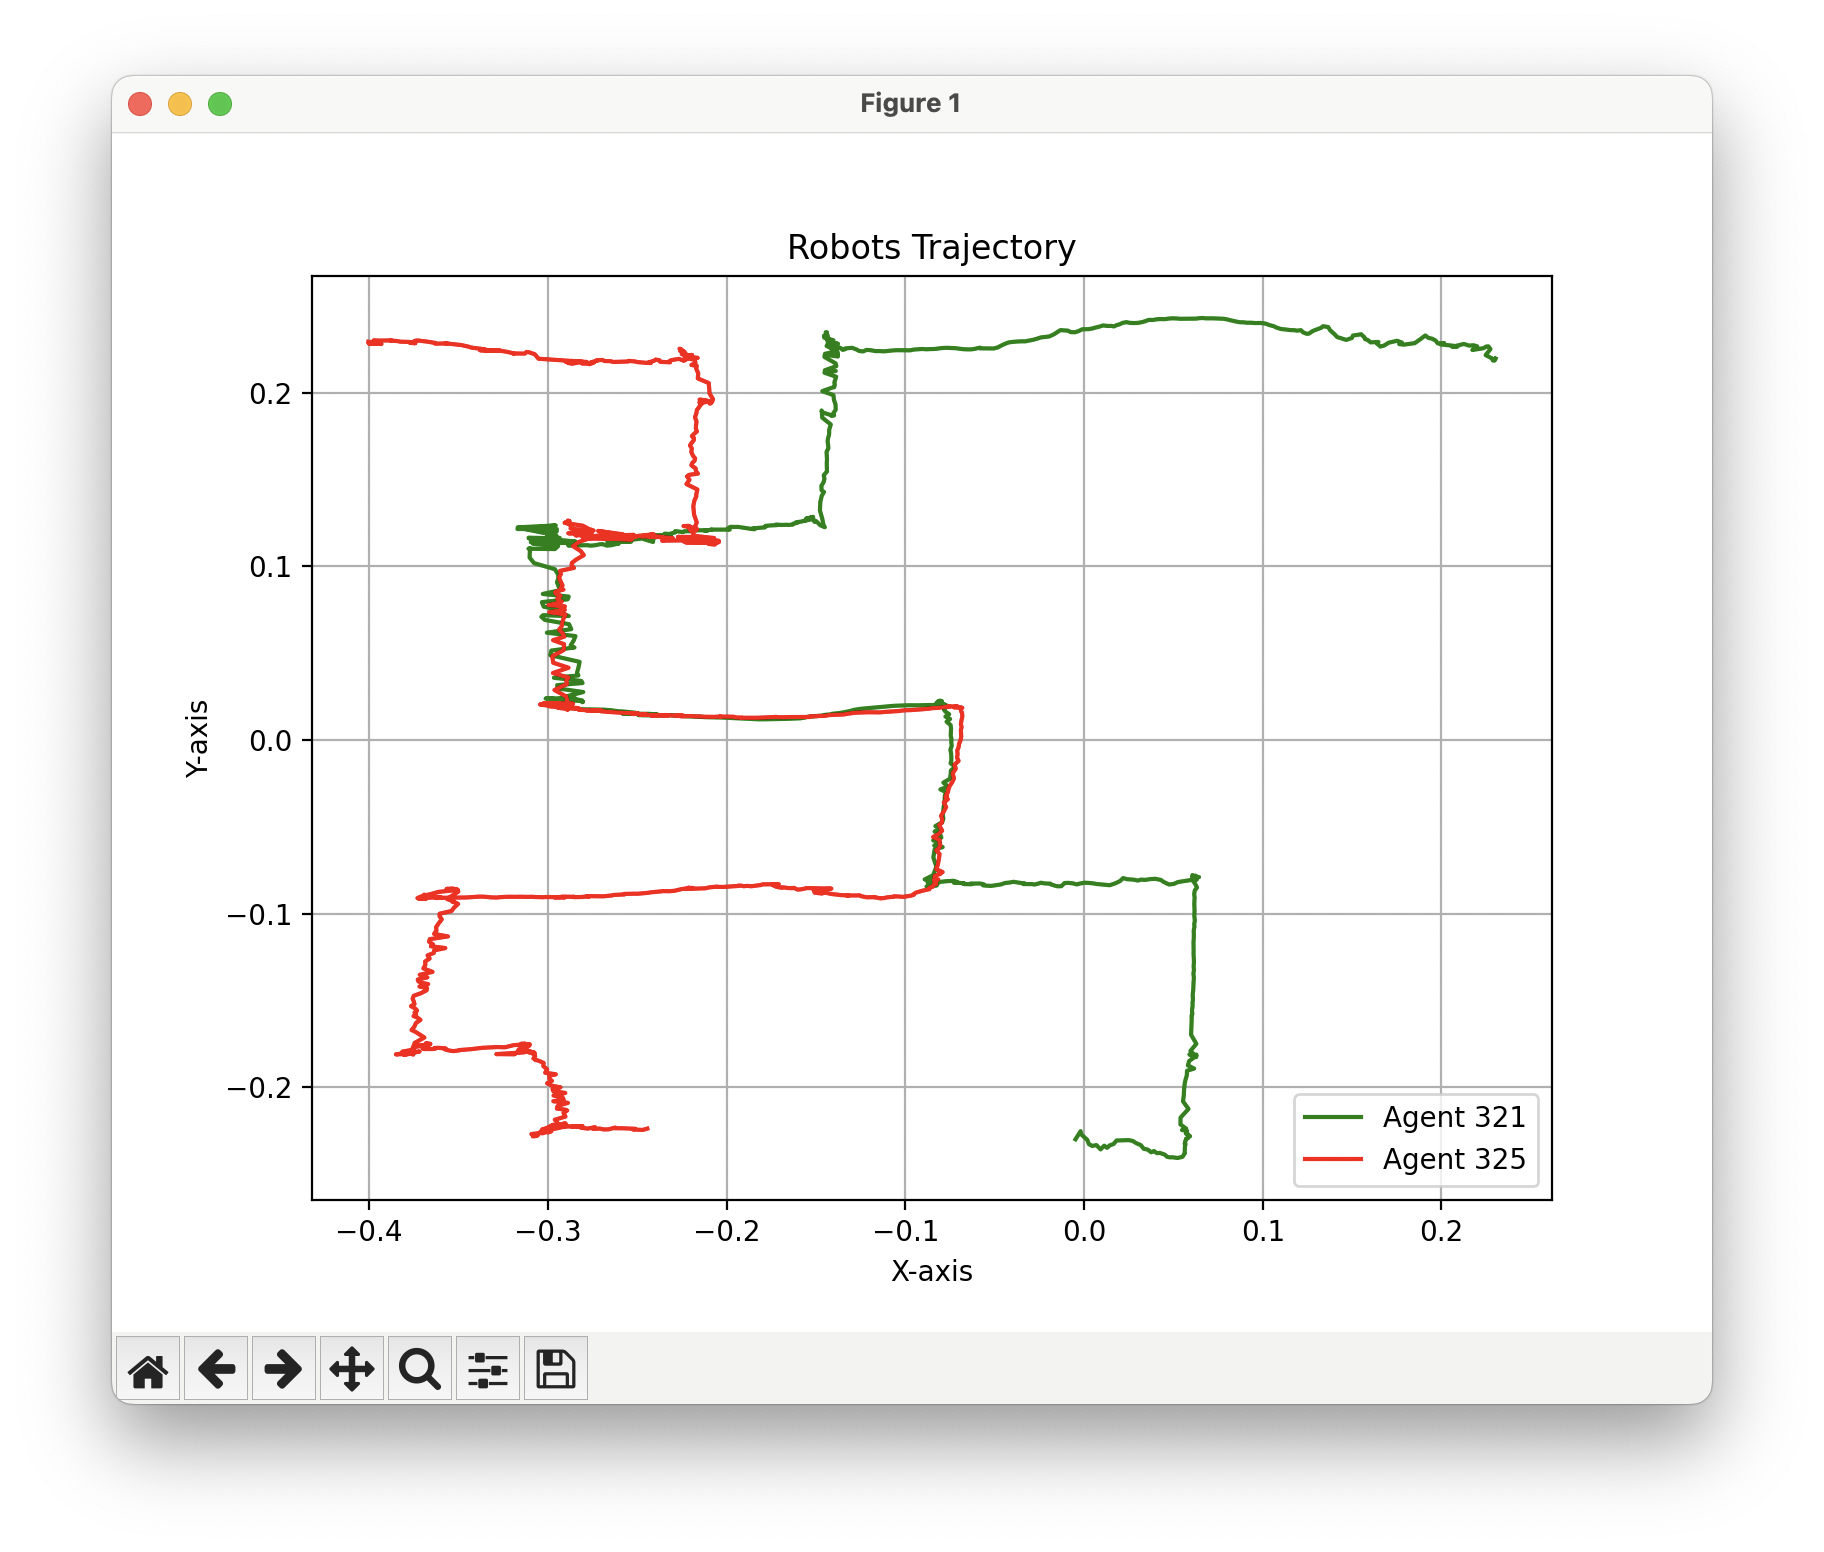 Figure 1
Robots Trajectory
0.2
0.1
0.0
−0.1
−0.2
Y-axis
−0.4 −0.3 −0.2 −0.1 0.0 0.1 0.2
X-axis
Agent 321
Agent 325